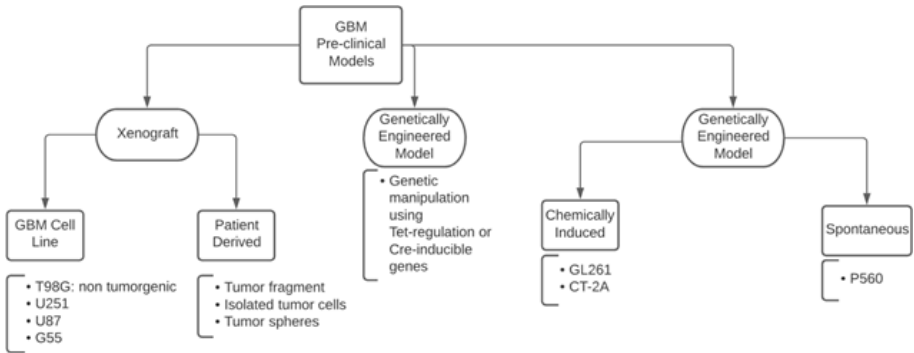 GBM
Pre-clinical
Models
Xenograft
Genetically
Engineered
Model
Genetically
Engineered
Model
GBM Cell
Line
Patient
Derived
• Genetic
manipulation
using
Tet-regulation or
Cre-inducible
genes
Chemically
Induced
Spontaneous
• T98G: non tumorgenic
• U251
• U87
• G55
• Tumor fragment
• Isolated tumor cells
• Tumor spheres
• GL261
• CT-2A
• P560